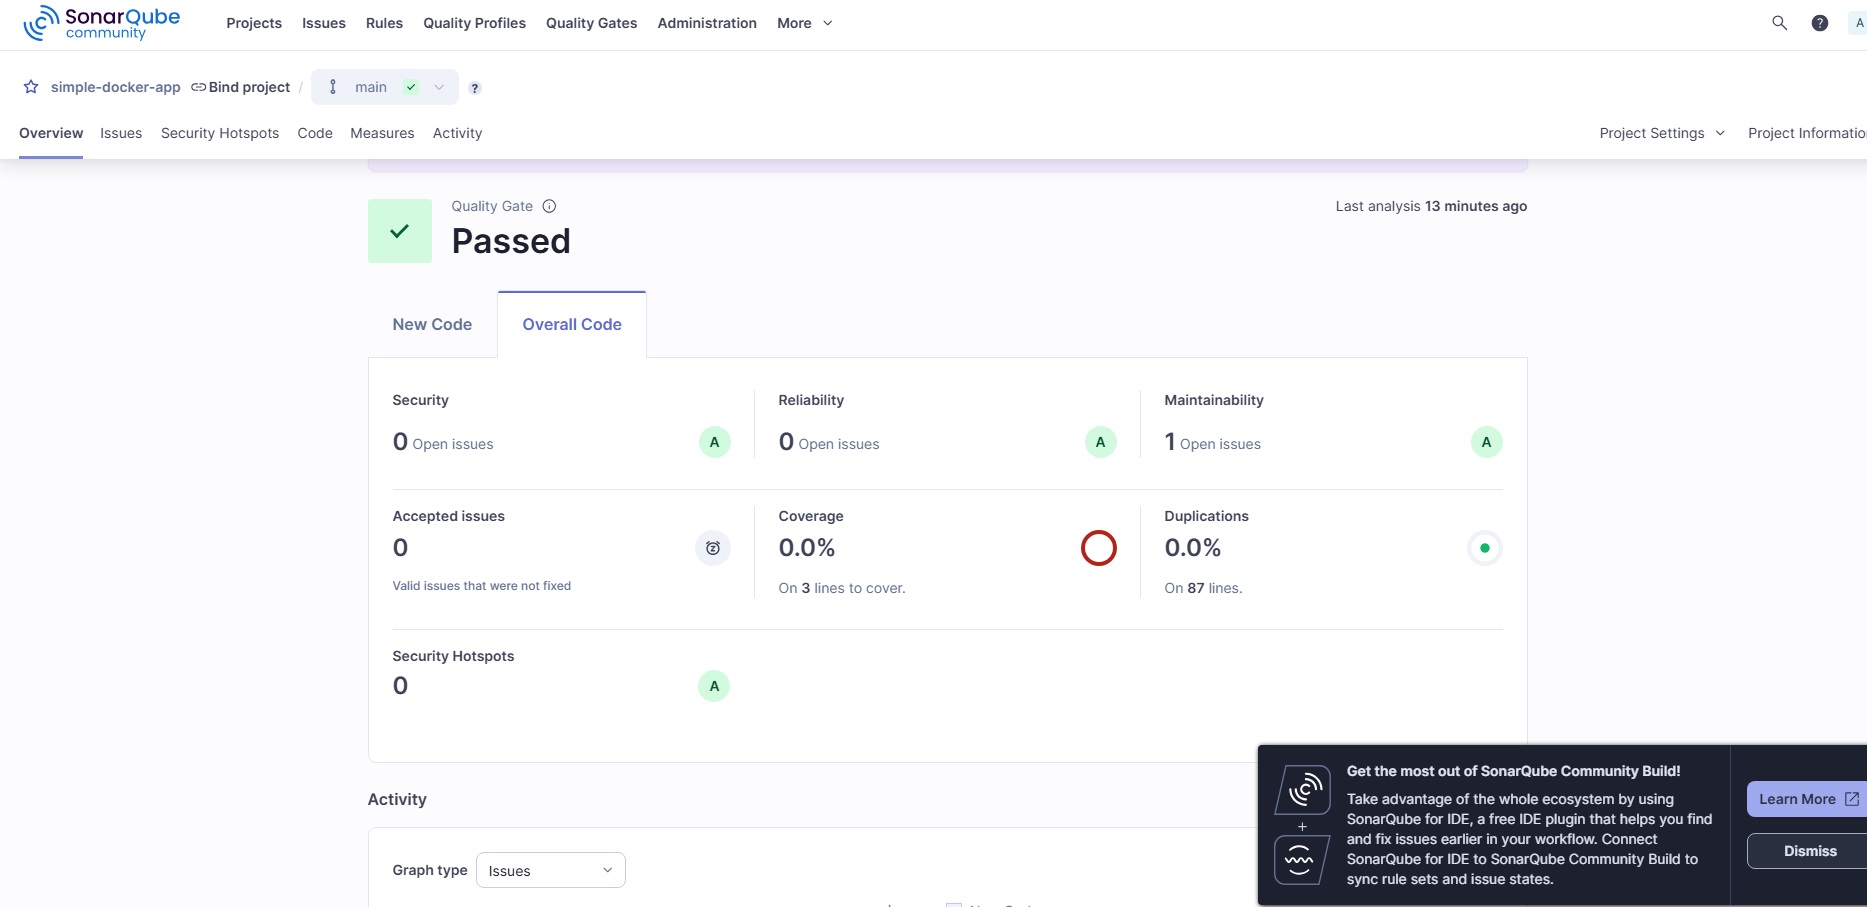 SonarQube community
Projects Issues Rules Quality Profiles Quality Gates Administration More ? A
simple-docker-app Bind project / main ?
Overview Issues Security Hotspots Code Measures Activity Project Settings Project Informatio
Quality Gate
Passed
Last analysis 13 minutes ago
New Code Overall Code
Security Reliability Maintainability
0 Open issues A 0 Open issues A 1 Open issues A
Accepted issues Coverage Duplications
0 0.0% 0.0%
Valid issues that were not fixed On 3 lines to cover. On 87 lines.
Security Hotspots
0 A
Activity
Graph type Issues
Get the most out of SonarQube Community Build!
Take advantage of the whole ecosystem by using
SonarQube for IDE, a free IDE plugin that helps you find
and fix issues earlier in your workflow. Connect
SonarQube for IDE to SonarQube Community Build to
sync rule sets and issue states.
Learn More
Dismiss